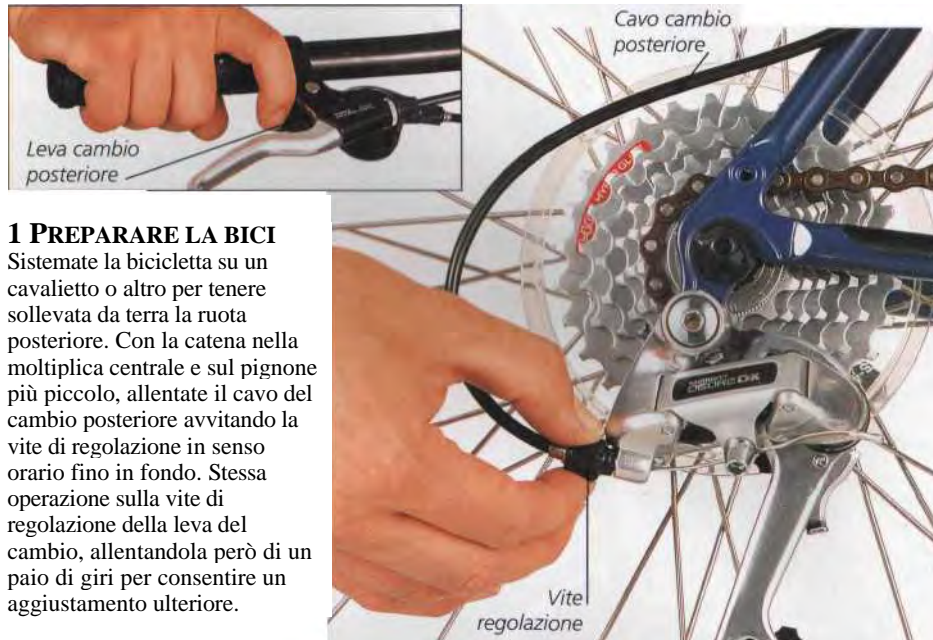 Leva cambio
posteriore
Cavo cambio
posteriore
1 PREPARARE LA BICI
Sistemate la bicicletta su un
cavalietto o altro per tenere
sollevata da terra la ruota
posteriore. Con la catena nella
moltiplica centrale e sul pignone
più piccolo, allentate il cavo del
cambio posteriore avvitando la
vite di regolazione in senso
orario fino in fondo. Stessa
operazione sulla vite di
regolazione della leva del
cambio, allentandola però di un
paio di giri per consentire un
aggiustamento ulteriore.
SHIMANO
DEORE DX
Vite
regolazione